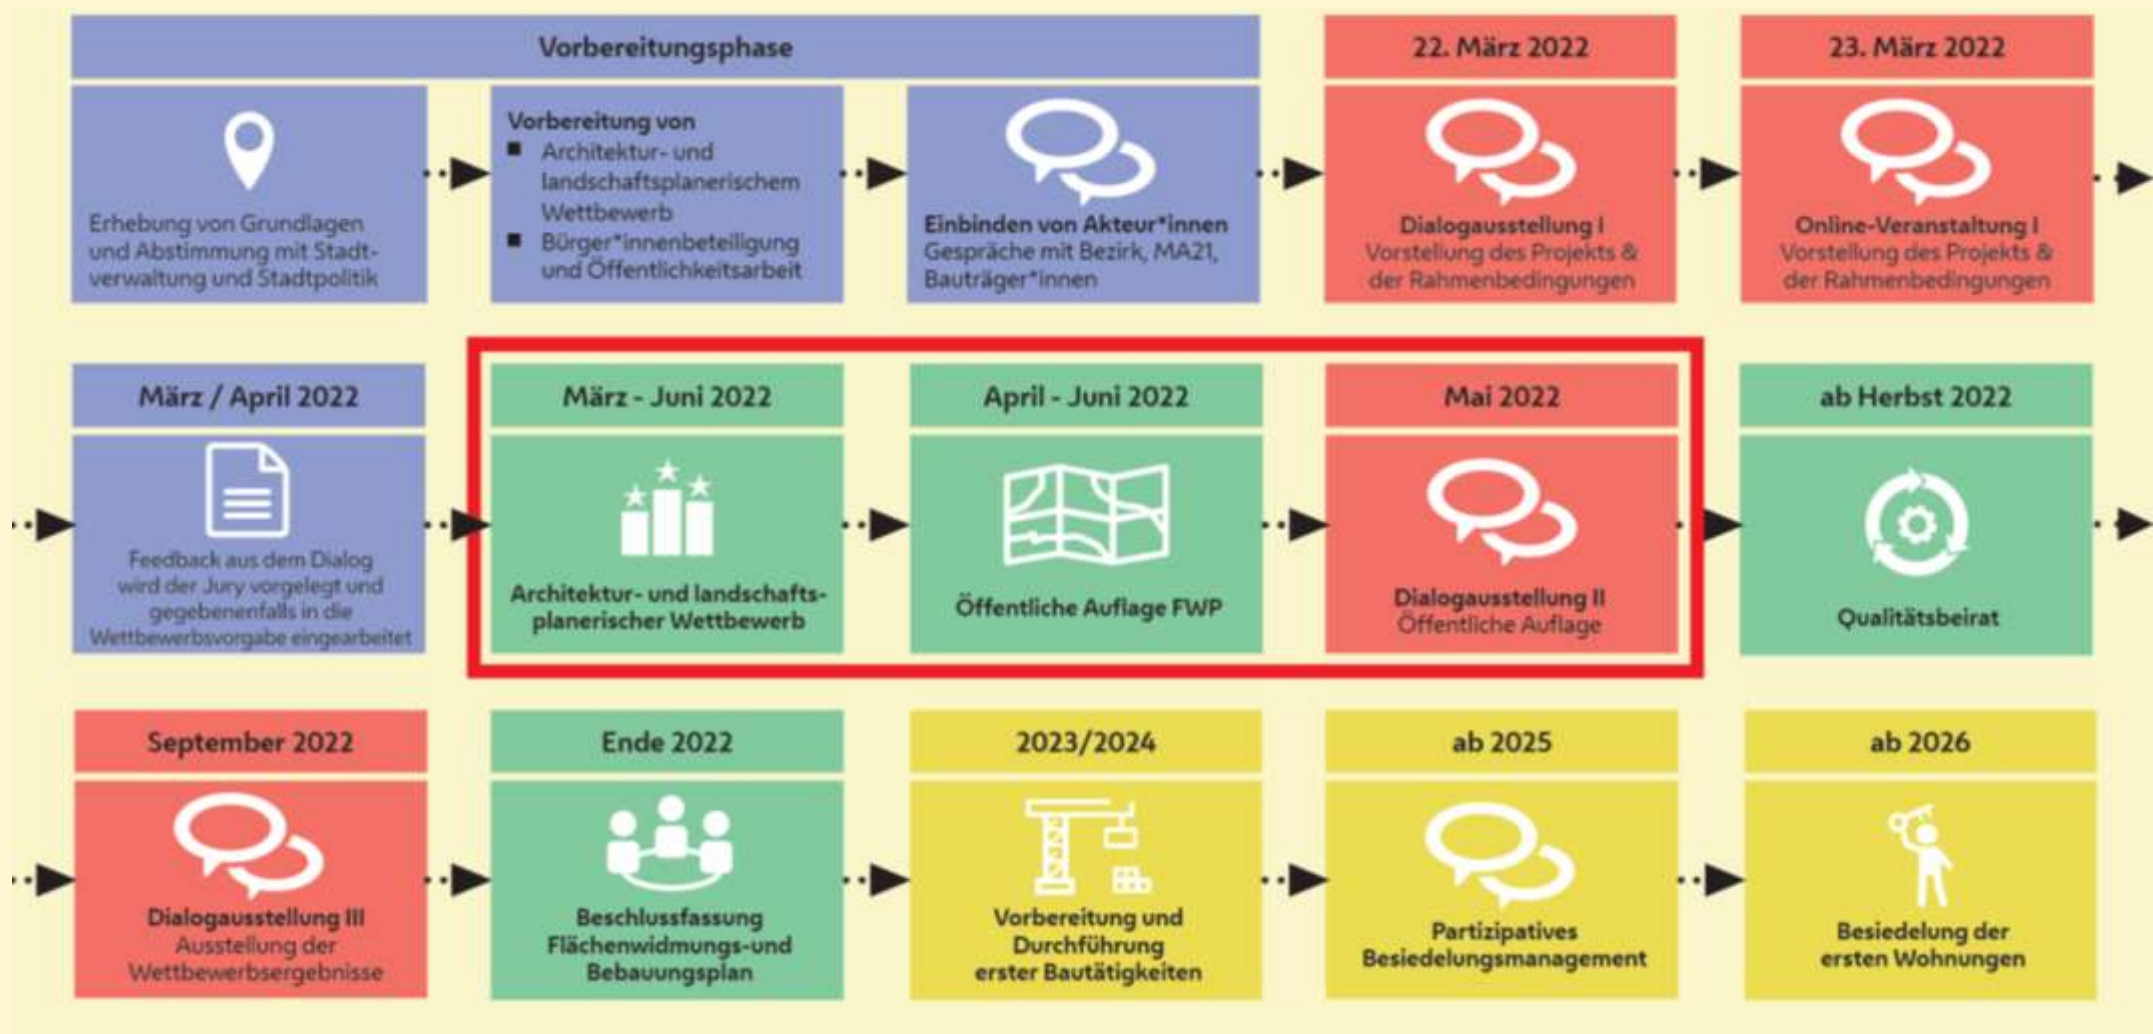 Vorbereitungsphase
Erhebung von Grundlagen
und Abstimmung mit Stadt-
verwaltung und Stadtpolitik
Vorbereitung von
■ Architektur- und
landschaftsplanerischem
Wettbewerb
■ Bürger*innenbeteiligung
und Öffentlichkeitsarbeit
Einbinden von Akteur*innen
Gespräche mit Bezirk, MA21,
Bauträger*innen
22. März 2022
Dialogausstellung I
Vorstellung des Projekts &
der Rahmenbedingungen
23. März 2022
Online-Veranstaltung I
Vorstellung des Projekts &
der Rahmenbedingungen
März / April 2022
Feedback aus dem Dialog
wird der Jury vorgelegt und
gegebenenfalls in die
Wettbewerbsvorgabe eingearbeitet
März - Juni 2022
Architektur- und landschafts-
planerischer Wettbewerb
April - Juni 2022
Öffentliche Auflage FWP
Mai 2022
Dialogausstellung II
Öffentliche Auflage
ab Herbst 2022
Qualitätsbeirat
September 2022
Dialogausstellung III
Ausstellung der
Wettbewerbsergebnisse
Ende 2022
Beschlussfassung
Flächenwidmungs-und
Bebauungsplan
2023/2024
Vorbereitung und
Durchführung
erster Bautätigkeiten
ab 2025
Partizipatives
Besiedelungsmanagement
ab 2026
Besiedelung der
ersten Wohnungen